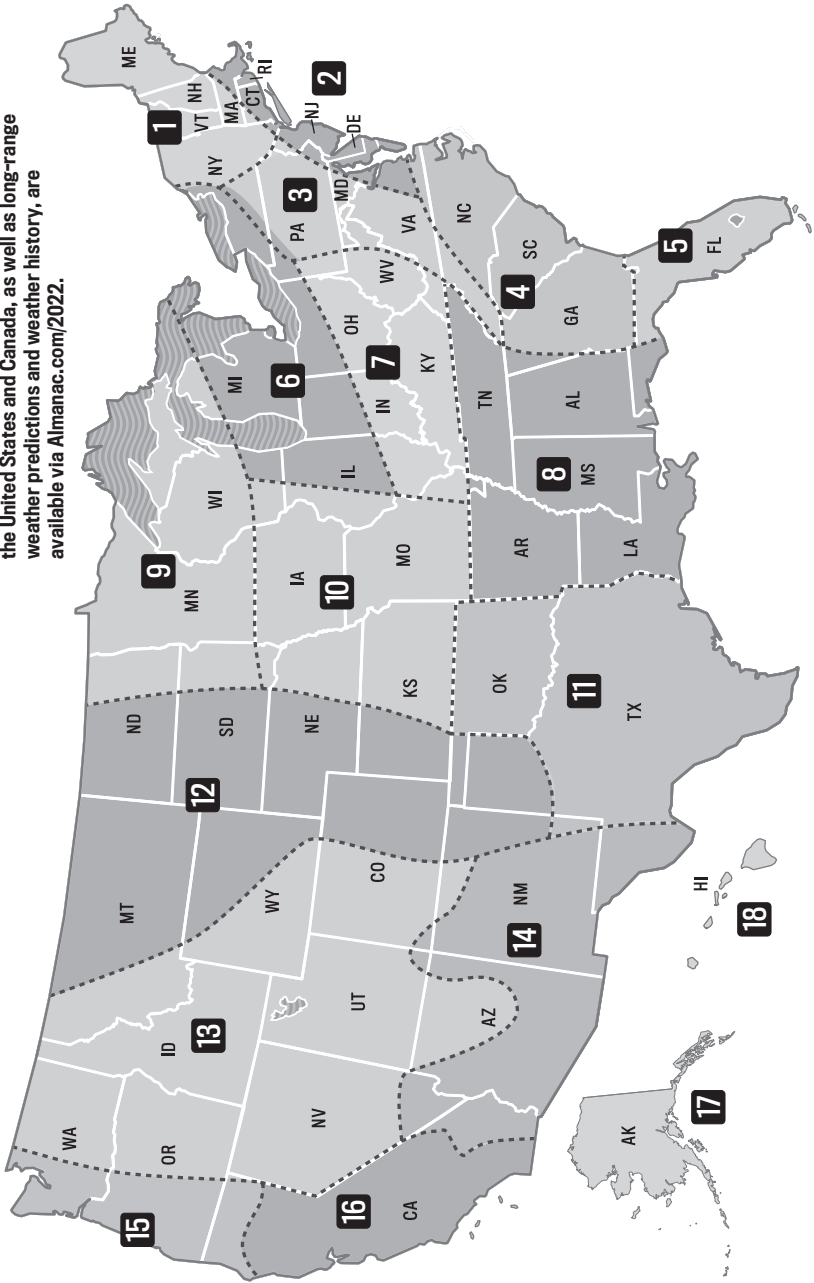 the United States and Canada, as well as long-range
weather predictions and weather history, are
available via Almanac.com/2022.
ME
NH
VT
MA
RI
CT
NY
1
2
NJ
DE
3
PA
MD
VA
WV
NC
SC
4
GA
5
FL
MI
6
OH
7
IN
KY
TN
AL
8
MS
IL
WI
9
MN
IA
10
MO
AR
LA
ND
SD
NE
KS
OK
11
TX
12
MT
WY
CO
NM
14
ID
13
UT
AZ
NV
WA
OR
15
16
CA
AK
17
HI
18